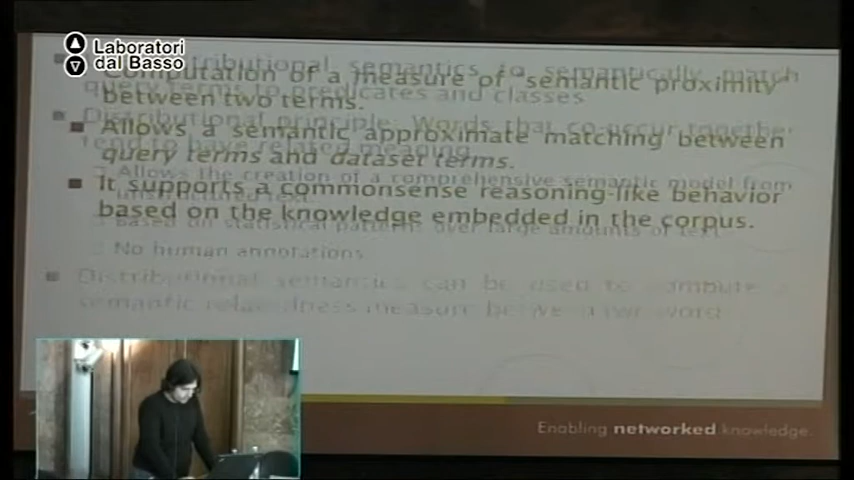 Laboratori
dal Basso
Distributional semantics to semantically match
query terms to predicates and classes.
Computation of a measure of "semantic proximity"
between two terms.
Distributional principle: Words that co-occur together
tend to have related meaning.
Allows a semantic approximate matching between
query terms and dataset terms.
Allows the creation of a comprehensive semantic model from
unstructured text.
It supports a commonsense reasoning-like behavior
based on the knowledge embedded in the corpus.
Based on statistical patterns over large amounts of text.
No human annotations
Distributional semantics can be used to compute a
semantic relatedness measure between two words
Enabling networked knowledge.